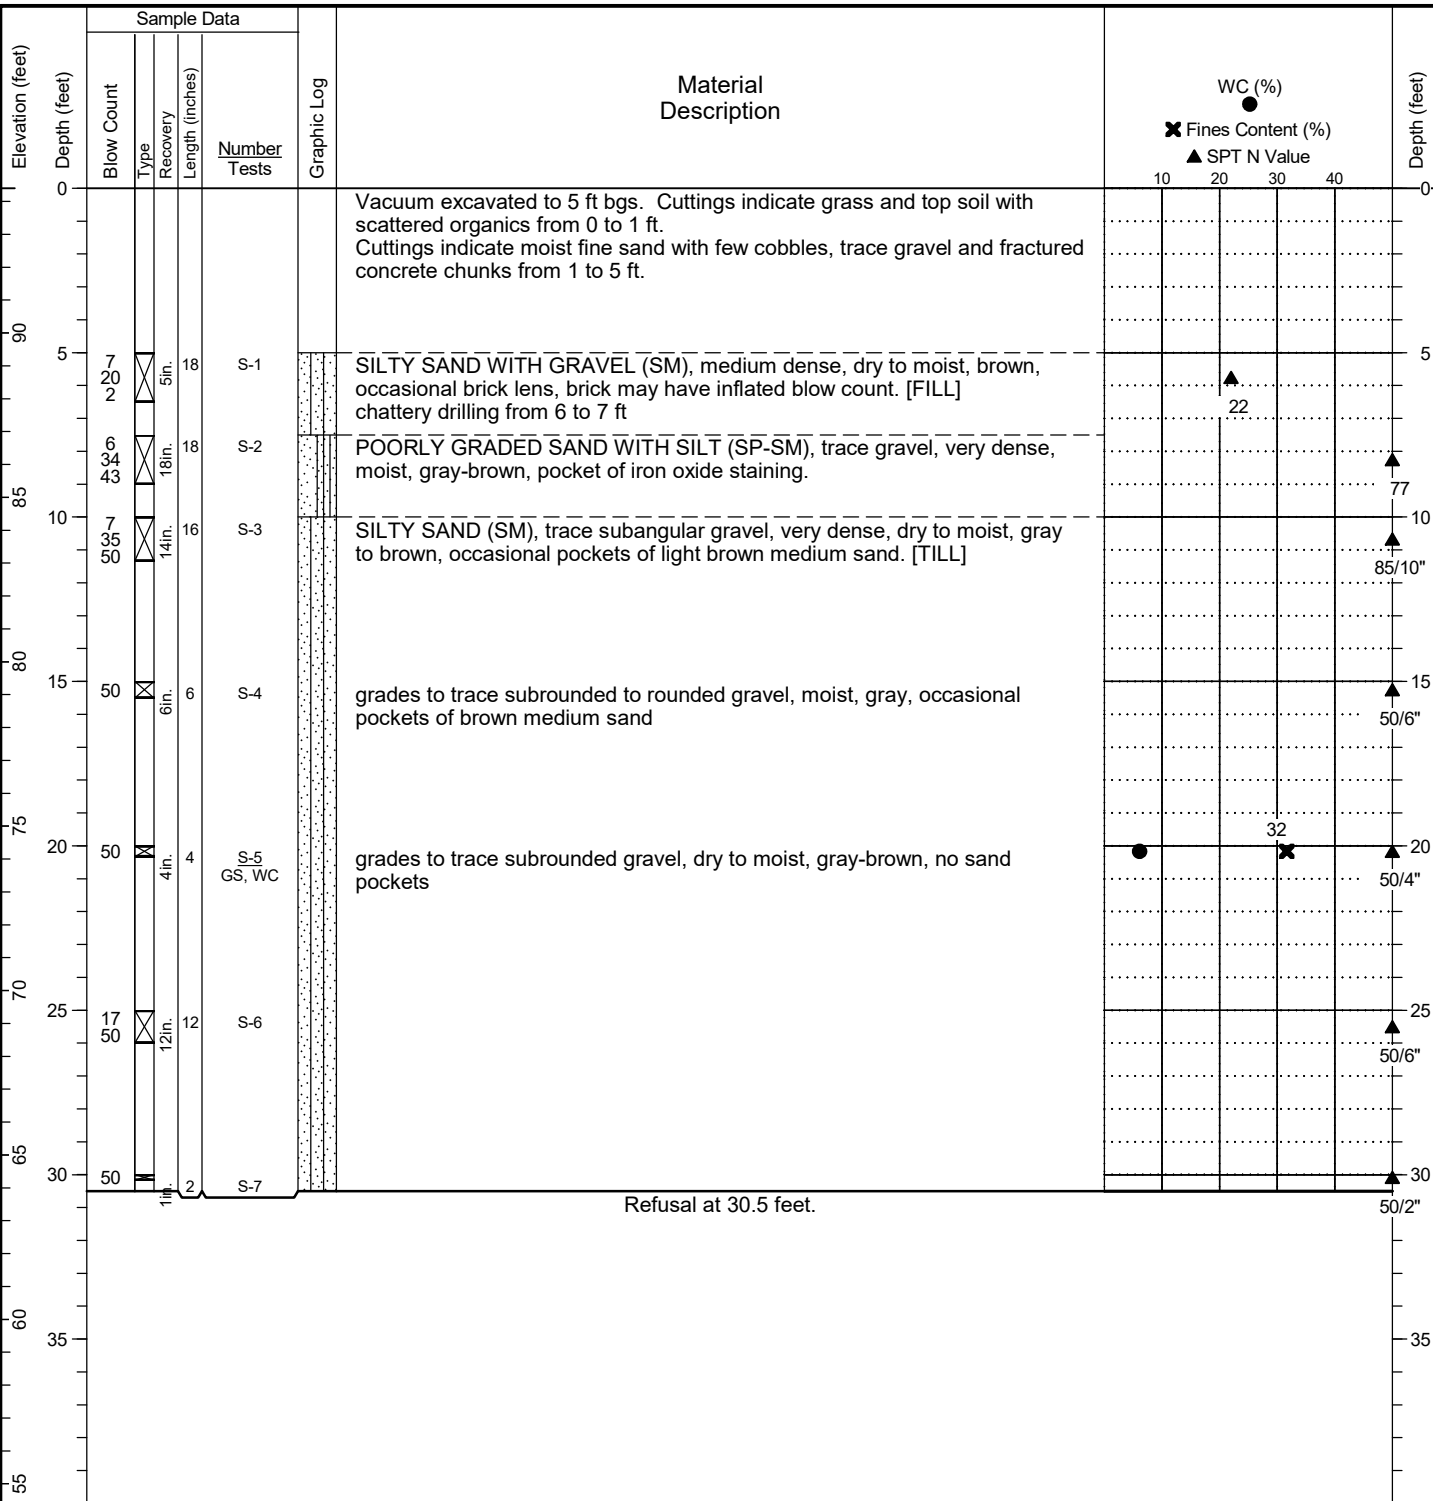 Sample Data
Elevation (feet)
Depth (feet)
Blow Count
Type
Recovery
Length (inches)
Number
Tests
Graphic Log
Material
Description
WC (%)
Fines Content (%)
SPT N Value
Depth (feet)
10 20 30 40
0 0
Vacuum excavated to 5 ft bgs. Cuttings indicate grass and top soil with
scattered organics from 0 to 1 ft.
Cuttings indicate moist fine sand with few cobbles, trace gravel and fractured
concrete chunks from 1 to 5 ft.
90
5 5
7
20
2
5in.
18
S-1
SILTY SAND WITH GRAVEL (SM), medium dense, dry to moist, brown,
occasional brick lens, brick may have inflated blow count. [FILL]
chattery drilling from 6 to 7 ft
22
6
34
43
18in.
18
S-2
POORLY GRADED SAND WITH SILT (SP-SM), trace gravel, very dense,
moist, gray-brown, pocket of iron oxide staining.
77
85
10 10
7
35
50
14in.
16
S-3
SILTY SAND (SM), trace subangular gravel, very dense, dry to moist, gray
to brown, occasional pockets of light brown medium sand. [TILL]
85/10"
80
15 15
50
6in.
6
S-4
grades to trace subrounded to rounded gravel, moist, gray, occasional
pockets of brown medium sand
50/6"
75
32
20 20
50
4in.
4
S-5
GS, WC
grades to trace subrounded gravel, dry to moist, gray-brown, no sand
pockets
50/4"
70
25 25
17
50
12in.
12
S-6
50/6"
65
30 30
50
1in.
2
S-7
50/2"
Refusal at 30.5 feet.
60
35 35
55